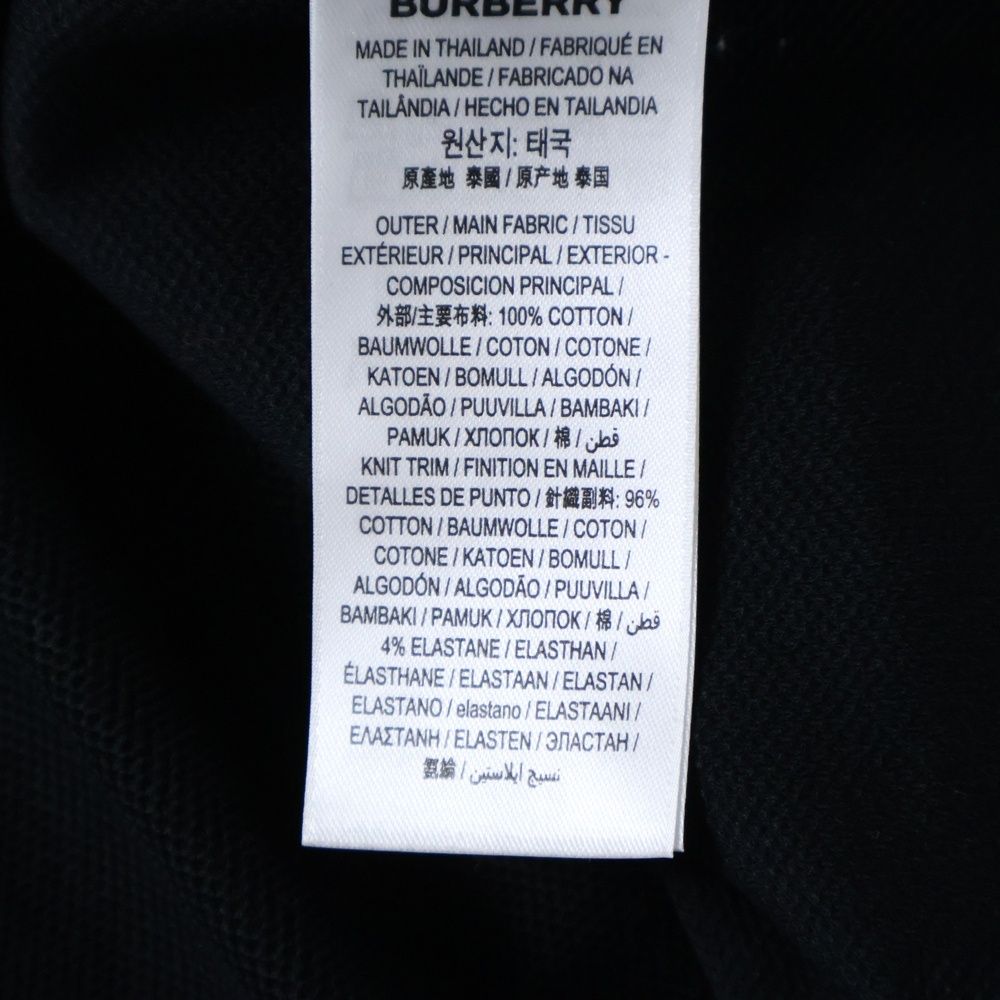 BURBERRY
MADE IN THAILAND / FABRIQUÉ EN
THAÏLANDE / FABRICADO NA
TAILÂNDIA / HECHO EN TAILANDIA
원산지: 태국
原產地 泰國 / 原产地 泰国
OUTER / MAIN FABRIC / TISSU
EXTÉRIEUR / PRINCIPAL / EXTERIOR -
COMPOSICION PRINCIPAL /
外部/主要布料: 100% COTTON /
BAUMWOLLE / COTON / COTONE /
KATOEN / BOMULL / ALGODÓN /
ALGODÃO / PUUVILLA / BAMBAKI /
PAMUK / ХЛОПОК / 棉 / قطن
KNIT TRIM / FINITION EN MAILLE /
DETALLES DE PUNTO / 針織副料: 96%
COTTON / BAUMWOLLE / COTON /
COTONE / KATOEN / BOMULL /
ALGODÓN / ALGODÃO / PUUVILLA /
BAMBAKI / PAMUK / ХЛОПОК / 棉 / قطن
4% ELASTANE / ELASTHAN /
ÉLASTHANE / ELASTAAN / ELASTAN /
ELASTANO / elastano / ELASTAANI /
ΕΛΑΣΤΑΝΗ / ELASTEN / ЭЛАСТАН /
氨綸 / نسيج ايلاستين